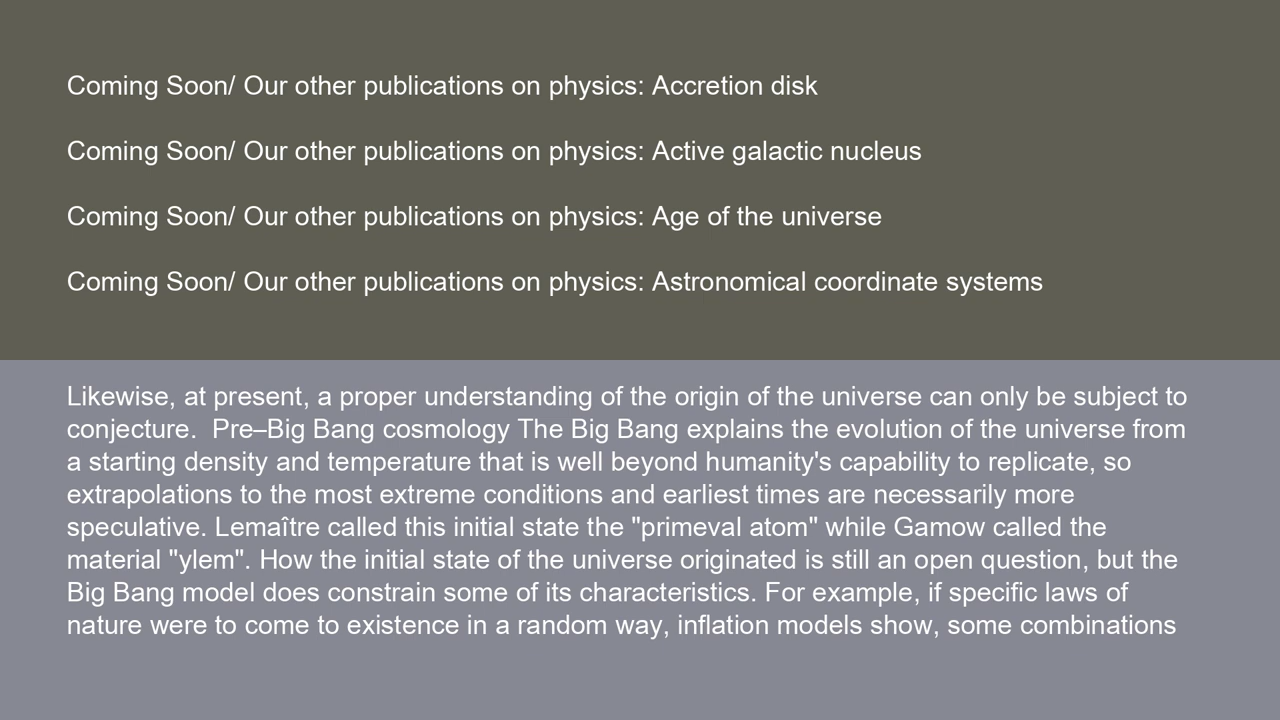 Coming Soon/ Our other publications on physics: Accretion disk
Coming Soon/ Our other publications on physics: Active galactic nucleus
Coming Soon/ Our other publications on physics: Age of the universe
Coming Soon/ Our other publications on physics: Astronomical coordinate systems
Likewise, at present, a proper understanding of the origin of the universe can only be subject to
conjecture.  Pre–Big Bang cosmology The Big Bang explains the evolution of the universe from
a starting density and temperature that is well beyond humanity's capability to replicate, so
extrapolations to the most extreme conditions and earliest times are necessarily more
speculative. Lemaître called this initial state the "primeval atom" while Gamow called the
material "ylem". How the initial state of the universe originated is still an open question, but the
Big Bang model does constrain some of its characteristics. For example, if specific laws of
nature were to come to existence in a random way, inflation models show, some combinations